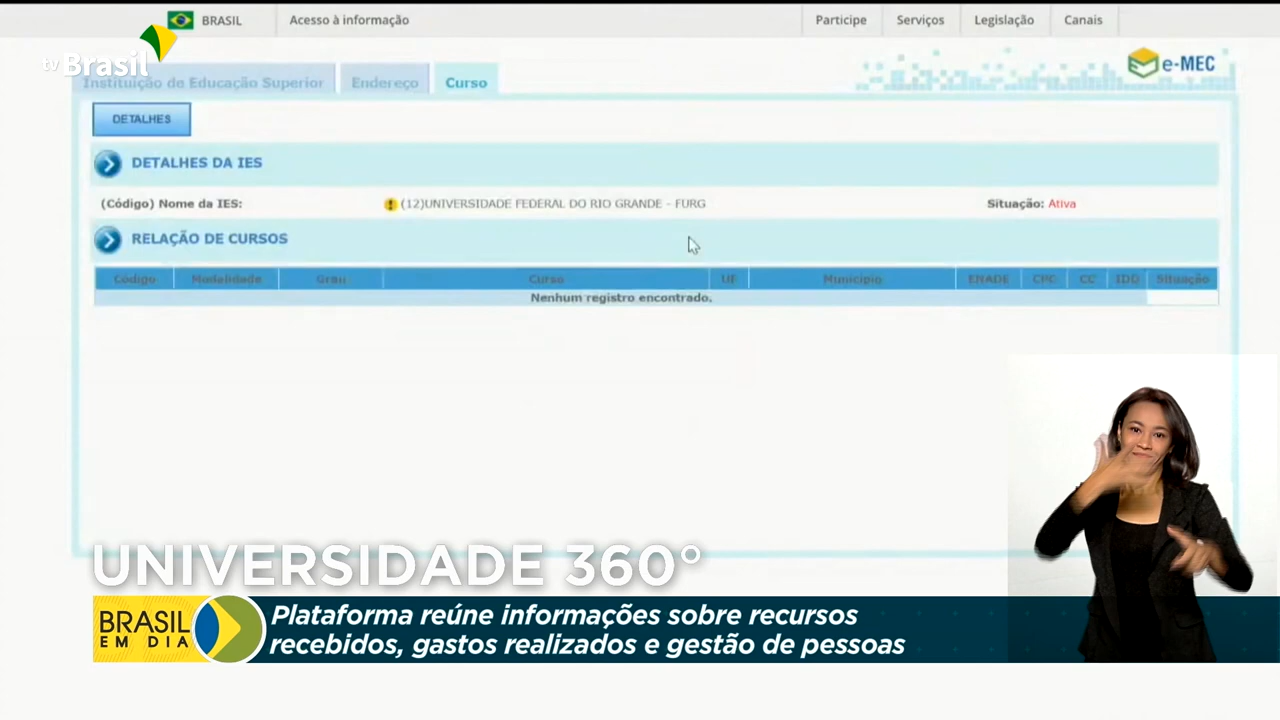 BRASIL
Acesso à informação
Participe
Serviços
Legislação
Canais
tv Brasil
e-MEC
Instituição de Educação Superior
Endereço
Curso
DETALHES
DETALHES DA IES
(Código) Nome da IES:
(12)UNIVERSIDADE FEDERAL DO RIO GRANDE - FURG
Situação: Ativa
RELAÇÃO DE CURSOS
Código Modalidade Grau Curso UF Município ENADE CPC CC IDD Situação
Nenhum registro encontrado.
UNIVERSIDADE 360°
BRASIL
EM DIA
Plataforma reúne informações sobre recursos
recebidos, gastos realizados e gestão de pessoas